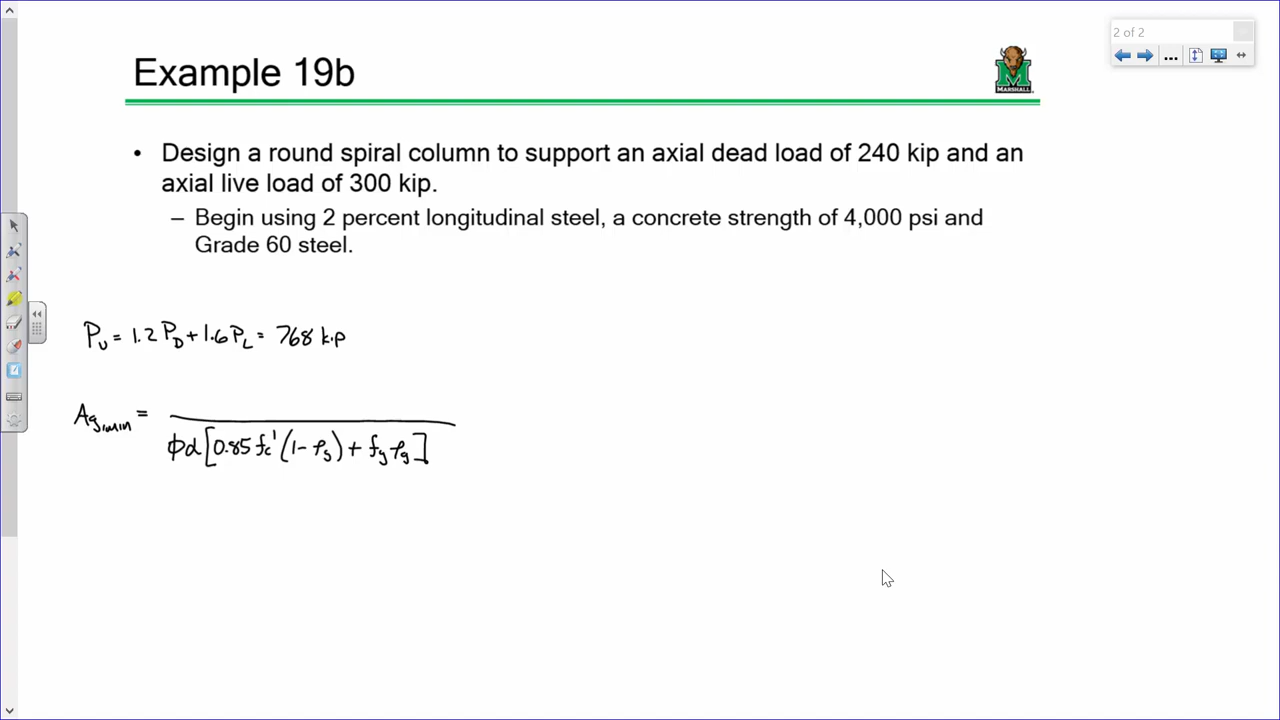 2 of 2
Example 19b
MARSHALL
• Design a round spiral column to support an axial dead load of 240 kip and an
axial live load of 300 kip.
– Begin using 2 percent longitudinal steel, a concrete strength of 4,000 psi and
Grade 60 steel.
Pu = 1.2 PD + 1.6 PL = 768 kip
Ag,min =
ϕα[0.85 fc' (1 - ρg) + fy ρg]